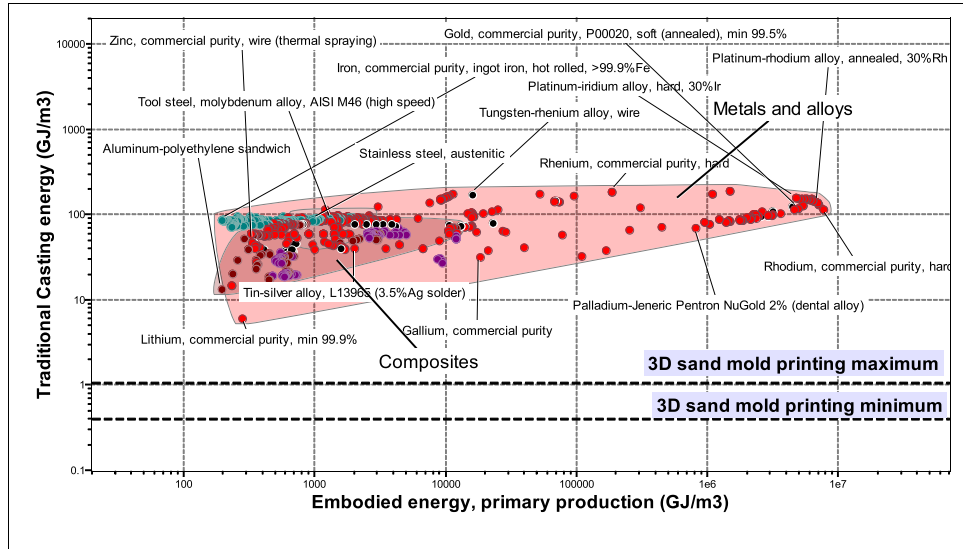 Zinc, commercial purity, wire (thermal spraying)
Gold, commercial purity, P00020, soft (annealed), min 99.5%
Platinum-rhodium alloy, annealed, 30%Rh
Iron, commercial purity, ingot iron, hot rolled, >99.9%Fe
Platinum-iridium alloy, hard, 30%Ir
Tool steel, molybdenum alloy, AISI M46 (high speed)
Tungsten-rhenium alloy, wire
Metals and alloys
Aluminum-polyethylene sandwich
Stainless steel, austenitic
Rhenium, commercial purity, hard
Rhodium, commercial purity, hard
Tin-silver alloy, L13965 (3.5%Ag solder)
Palladium-Jeneric Pentron NuGold 2% (dental alloy)
Lithium, commercial purity, min 99.9%
Gallium, commercial purity
Composites
3D sand mold printing maximum
3D sand mold printing minimum
Traditional Casting energy (GJ/m3)
10000
1000
100
10
1
0.1
100
1000
10000
100000
1e6
1e7
Embodied energy, primary production (GJ/m3)